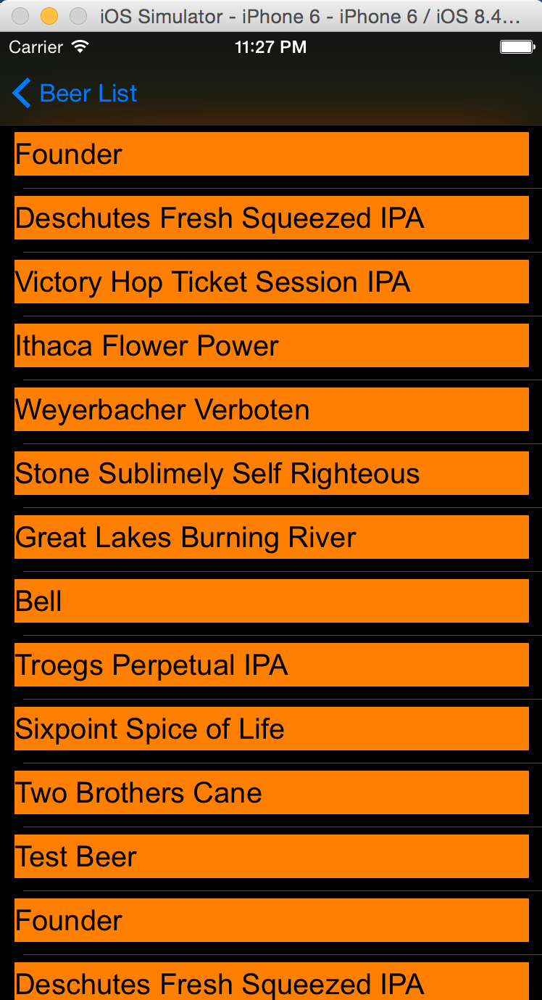 iOS Simulator - iPhone 6 - iPhone 6 / iOS 8.4...
Carrier 11:27 PM
Beer List
Founder
Deschutes Fresh Squeezed IPA
Victory Hop Ticket Session IPA
Ithaca Flower Power
Weyerbacher Verboten
Stone Sublimely Self Righteous
Great Lakes Burning River
Bell
Troegs Perpetual IPA
Sixpoint Spice of Life
Two Brothers Cane
Test Beer
Founder
Deschutes Fresh Squeezed IPA